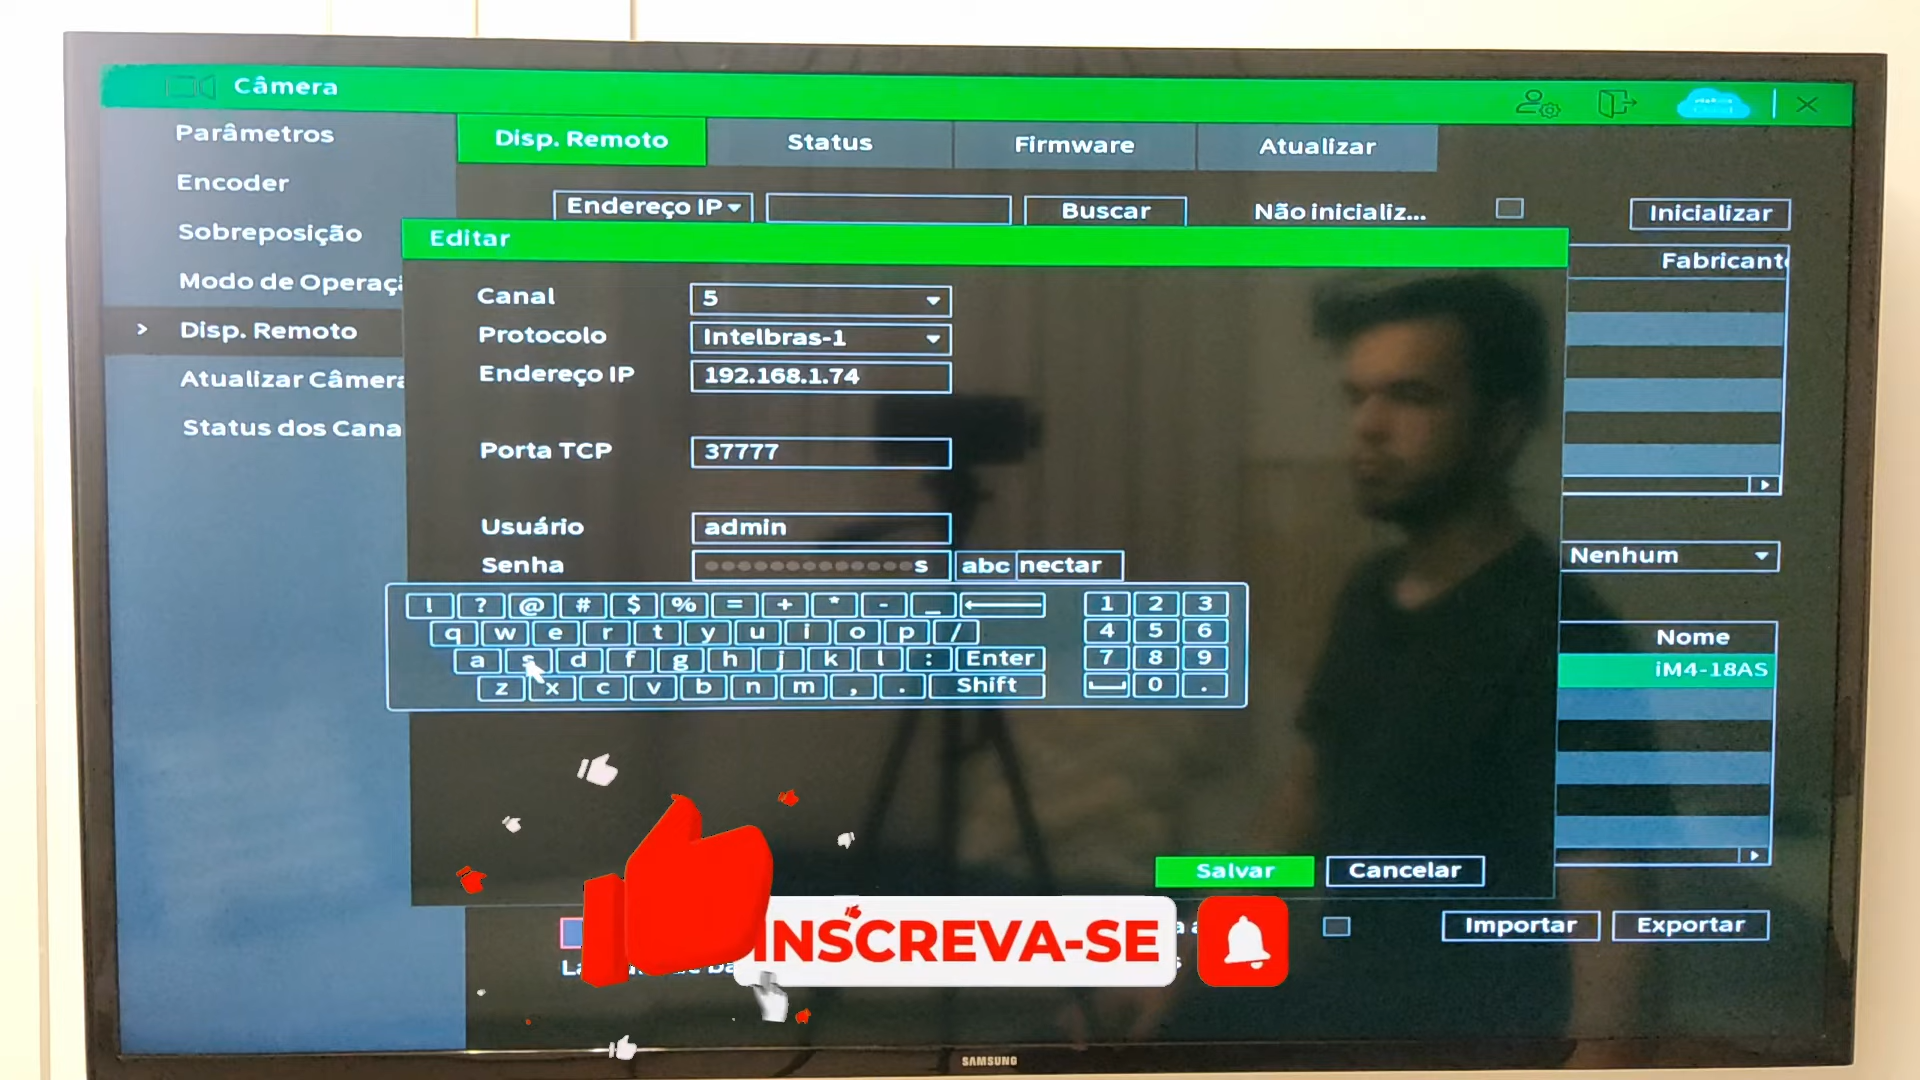 Câmera
Parâmetros
Encoder
Sobreposição
Modo de Operaçã
> Disp. Remoto
Atualizar Câmera
Status dos Cana
Disp. Remoto
Status
Firmware
Atualizar
Endereço IP
Buscar
Não inicializ...
Inicializar
Fabricante
Editar
Canal
5
Protocolo
Intelbras-1
Endereço IP
192.168.1.74
Porta TCP
37777
Usuário
admin
Senha
●●●●●●●●●●●●●s
abc
nectar
! ? @ # $ % = + * - _ 1 2 3
q w e r t y u i o p / 4 5 6
a s d f g h j k l : Enter 7 8 9
z x c v b n m , . Shift 0 .
Nenhum
Nome
iM4-18AS
Salvar
Cancelar
Importar
Exportar
INSCREVA-SE
SAMSUNG